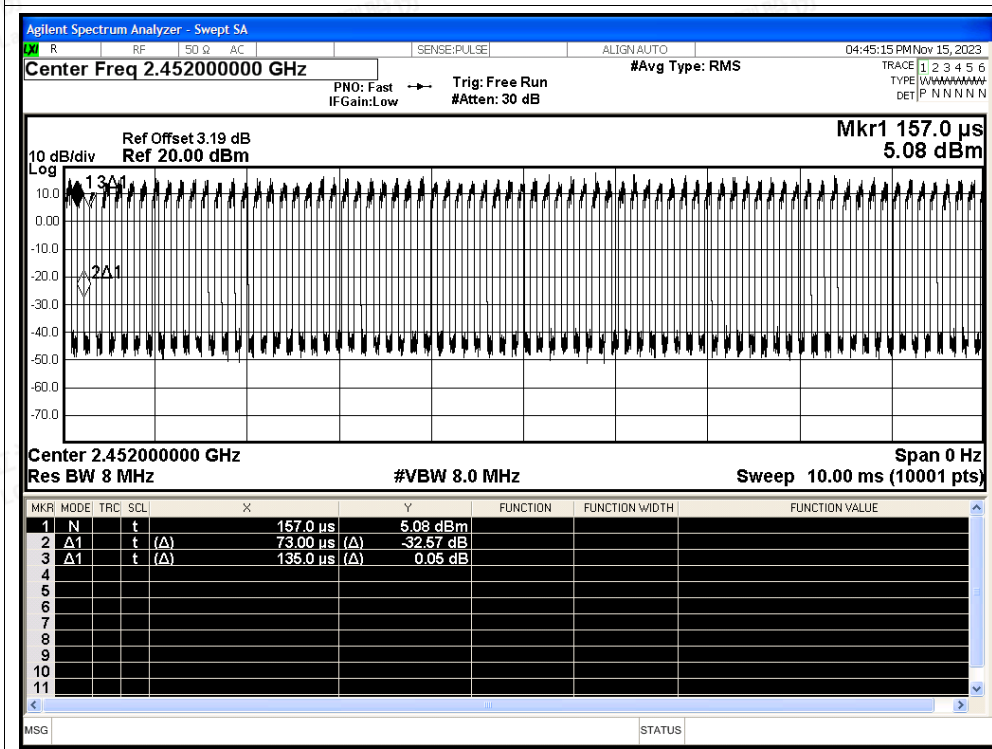 Agilent Spectrum Analyzer - Swept SA
LXI R RF 50 Ω AC SENSE:PULSE ALIGN AUTO 04:45:15 PM Nov 15, 2023
Center Freq 2.452000000 GHz #Avg Type: RMS TRACE 1 2 3 4 5 6
PNO: Fast Trig: Free Run TYPE WWWWWW
IFGain:Low #Atten: 30 dB DET P N N N N N
Mkr1 157.0 µs
5.08 dBm
Ref Offset 3.19 dB
10 dB/div Ref 20.00 dBm
Log
1 3Δ1
10.0
0.00
-10.0
2Δ1
-20.0
-30.0
-40.0
-50.0
-60.0
-70.0
Center 2.452000000 GHz Span 0 Hz
Res BW 8 MHz #VBW 8.0 MHz Sweep 10.00 ms (10001 pts)
MKR MODE TRC SCL X Y FUNCTION FUNCTION WIDTH FUNCTION VALUE
1 N t 157.0 µs 5.08 dBm
2 Δ1 t (Δ) 73.00 µs (Δ) -32.57 dB
3 Δ1 t (Δ) 135.0 µs (Δ) 0.05 dB
4
5
6
7
8
9
10
11
MSG STATUS